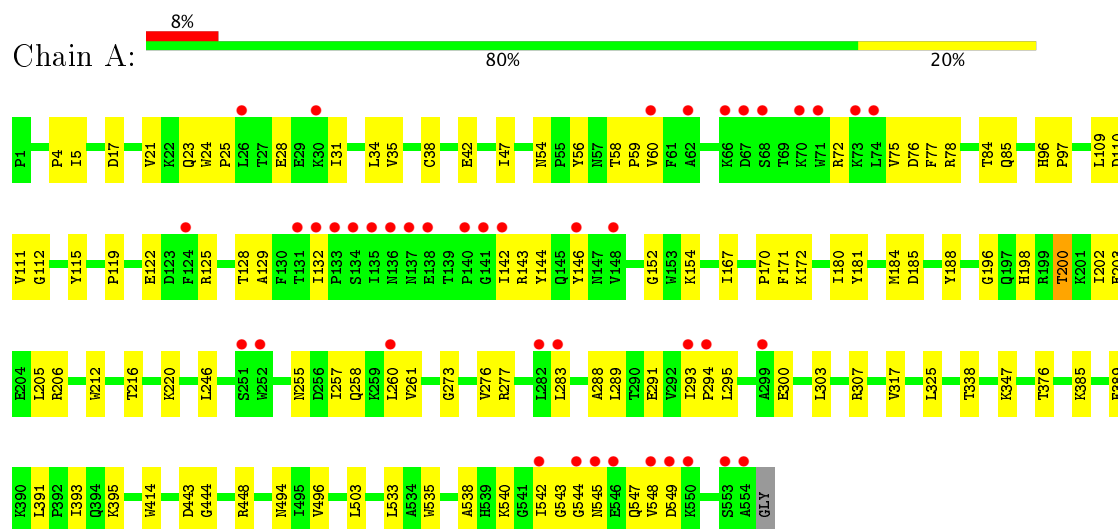 8%
Chain A:
80% 20%
P1 P4 I5 D17 V21 K22 Q23 W24 P25 L26 T27 E28 E29 K30 I31 L34 V35 C38 E42 I47 N54 P55 Y56 N57 T58 P59 V60 F61 A62 K66 D67 S68 T69 K70 W71 R72 K73 L74 V75 D76 F77 R78 T84 Q85 H96 P97 L109
V111 G112 Y115 P119 E122 D123 F124 R125 T128 A129 F130 T131 I132 P133 S134 I135 N136 N137 E138 T139 P140 G141 I142 R143 Y144 Q145 Y146 N147 V148 G152 W153 K154 I167 P170 F171 K172 I180 Y181 M184 D185 Y188 G196 Q197 H198 R199 T200 K201 I202
E204 L205 R206 W212 T216 K220 L246 S251 W252 N255 D256 I257 Q258 K259 L260 V261 G273 V276 R277 L282 L283 A288 L289 T290 E291 V292 I293 P294 L295 A299 E300 L303 R307 V317 L325 T338 K347 T376 K385
K390 L391 P392 I393 Q394 K395 W414 D443 G444 R448 N494 I495 V496 L503 L533 A534 W535 A538 H539 K540 G541 I542 G543 G544 N545 E546 Q547 V548 D549 K550 S553 A554 GLY